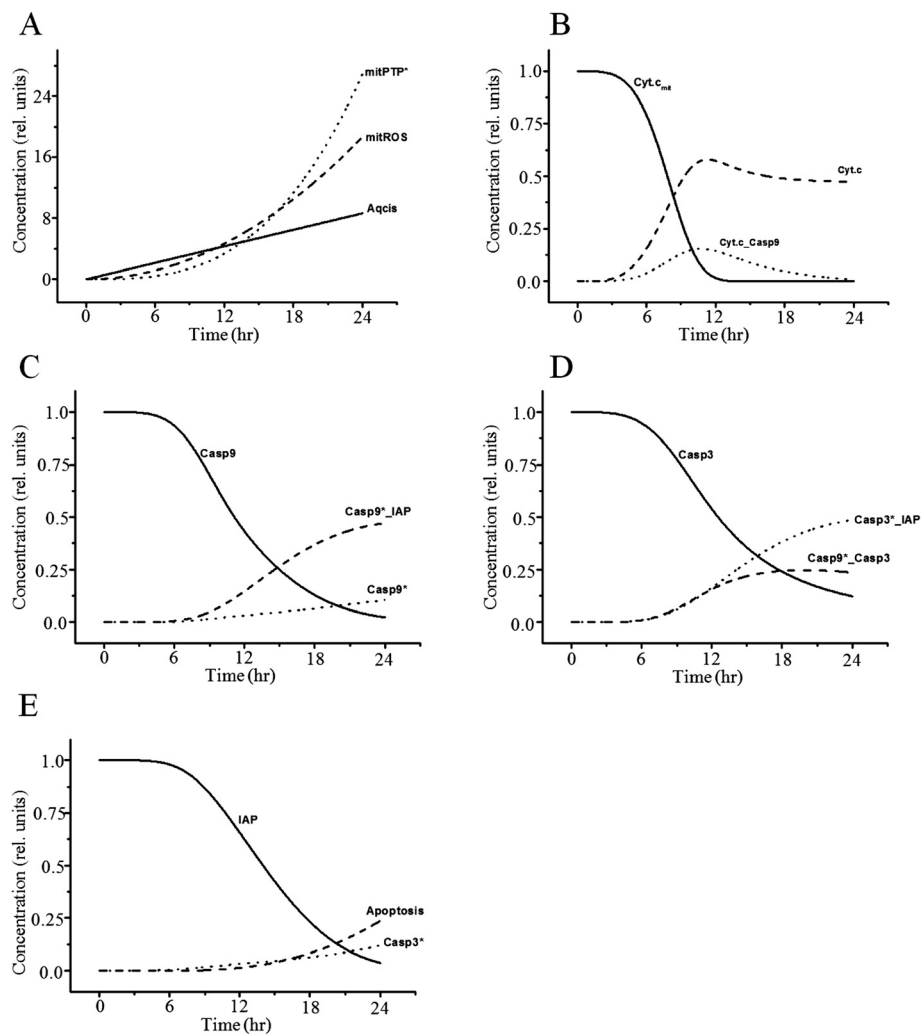 A
Concentration (rel. units)
28
16
8
0
mitPTP*
mitROS
Aqcis
0 6 12 18 24
Time (hr)
B
Concentration (rel. units)
1.0
0.75
0.5
0.25
0.0
Cyt.c_mit
Cyt.c
Cyt.c_Casp9
0 6 12 18 24
Time (hr)
C
Concentration (rel. units)
1.0
0.75
0.5
0.25
0.0
Casp9
Casp9*_IAP
Casp9*
0 6 12 18 24
Time (hr)
D
Concentration (rel. units)
1.0
0.75
0.5
0.25
0.0
Casp3
Casp3*_IAP
Casp9*_Casp3
0 6 12 18 24
Time (hr)
E
Concentration (rel. units)
1.0
0.75
0.5
0.25
0.0
IAP
Apoptosis
Casp3*
0 6 12 18 24
Time (hr)